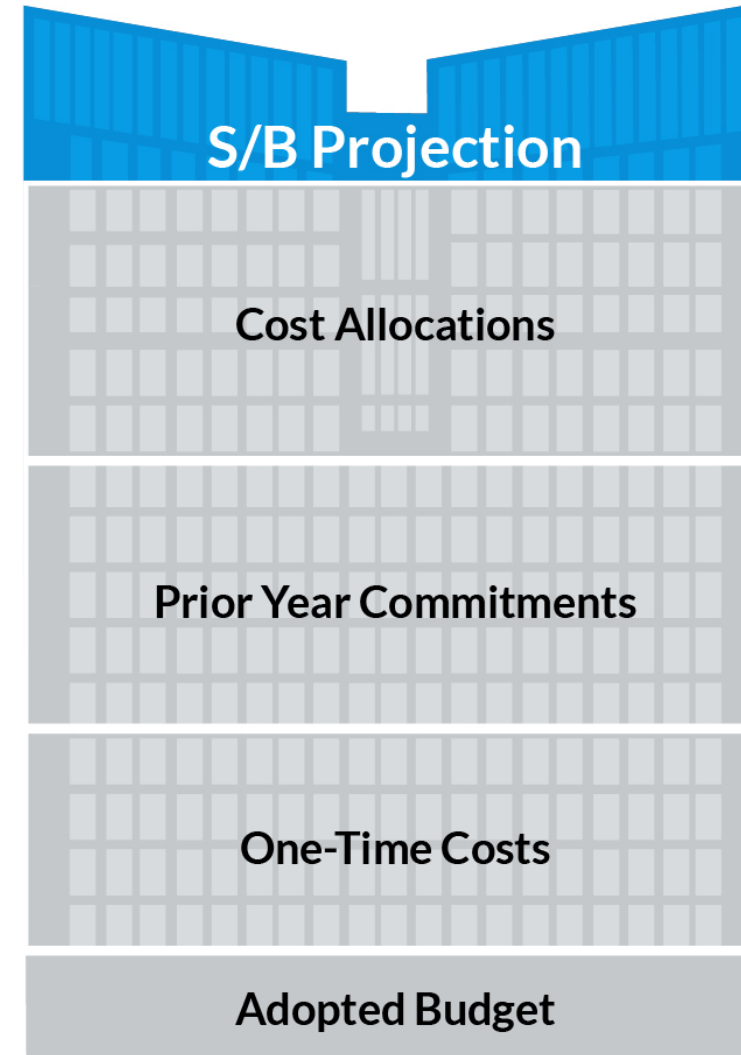 S/B Projection
Cost Allocations
Prior Year Commitments
One-Time Costs
Adopted Budget